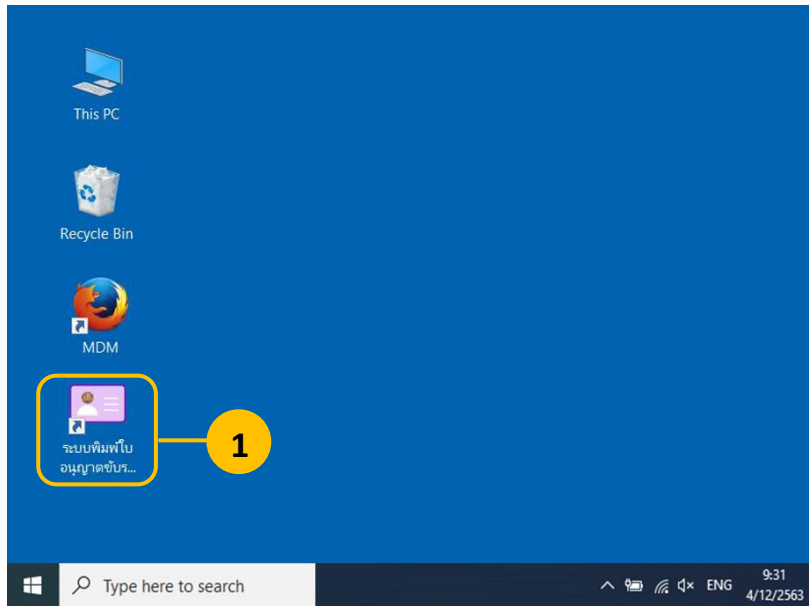 This PC
Recycle Bin
MDM
ระบบพิมพ์ใบ
อนุญาตขับร...
1
Type here to search
ENG
9:31
4/12/2563